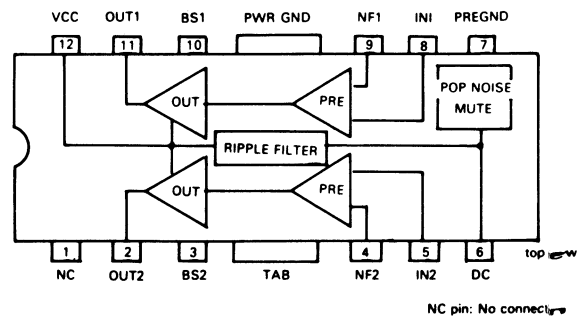 VCC OUT1 BS1 PWR GND NF1 INI PREGND
12 11 10 9 8 7
OUT PRE POP NOISE
MUTE
RIPPLE FILTER
OUT PRE
1 2 3 4 5 6 top
NC OUT2 BS2 TAB NF2 IN2 DC
NC pin: No